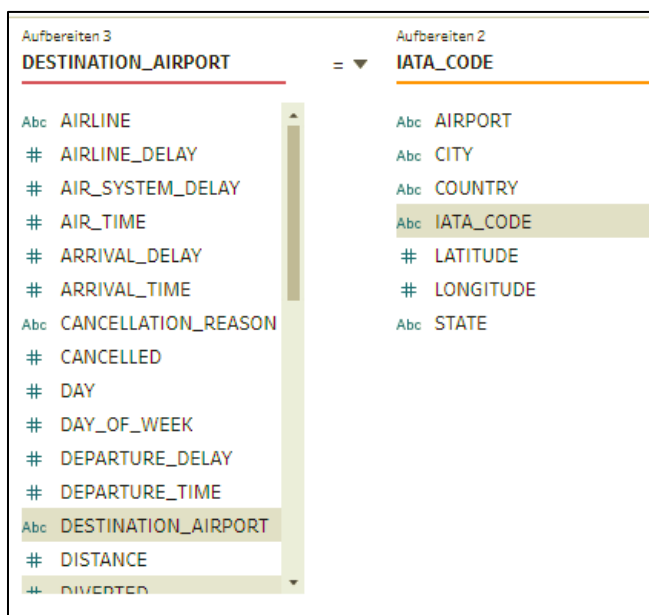 Aufbereiten 3
DESTINATION_AIRPORT
=
Aufbereiten 2
IATA_CODE
Abc AIRLINE
# AIRLINE_DELAY
# AIR_SYSTEM_DELAY
# AIR_TIME
# ARRIVAL_DELAY
# ARRIVAL_TIME
Abc CANCELLATION_REASON
# CANCELLED
# DAY
# DAY_OF_WEEK
# DEPARTURE_DELAY
# DEPARTURE_TIME
Abc DESTINATION_AIRPORT
# DISTANCE
# DIVERTED
Abc AIRPORT
Abc CITY
Abc COUNTRY
Abc IATA_CODE
# LATITUDE
# LONGITUDE
Abc STATE